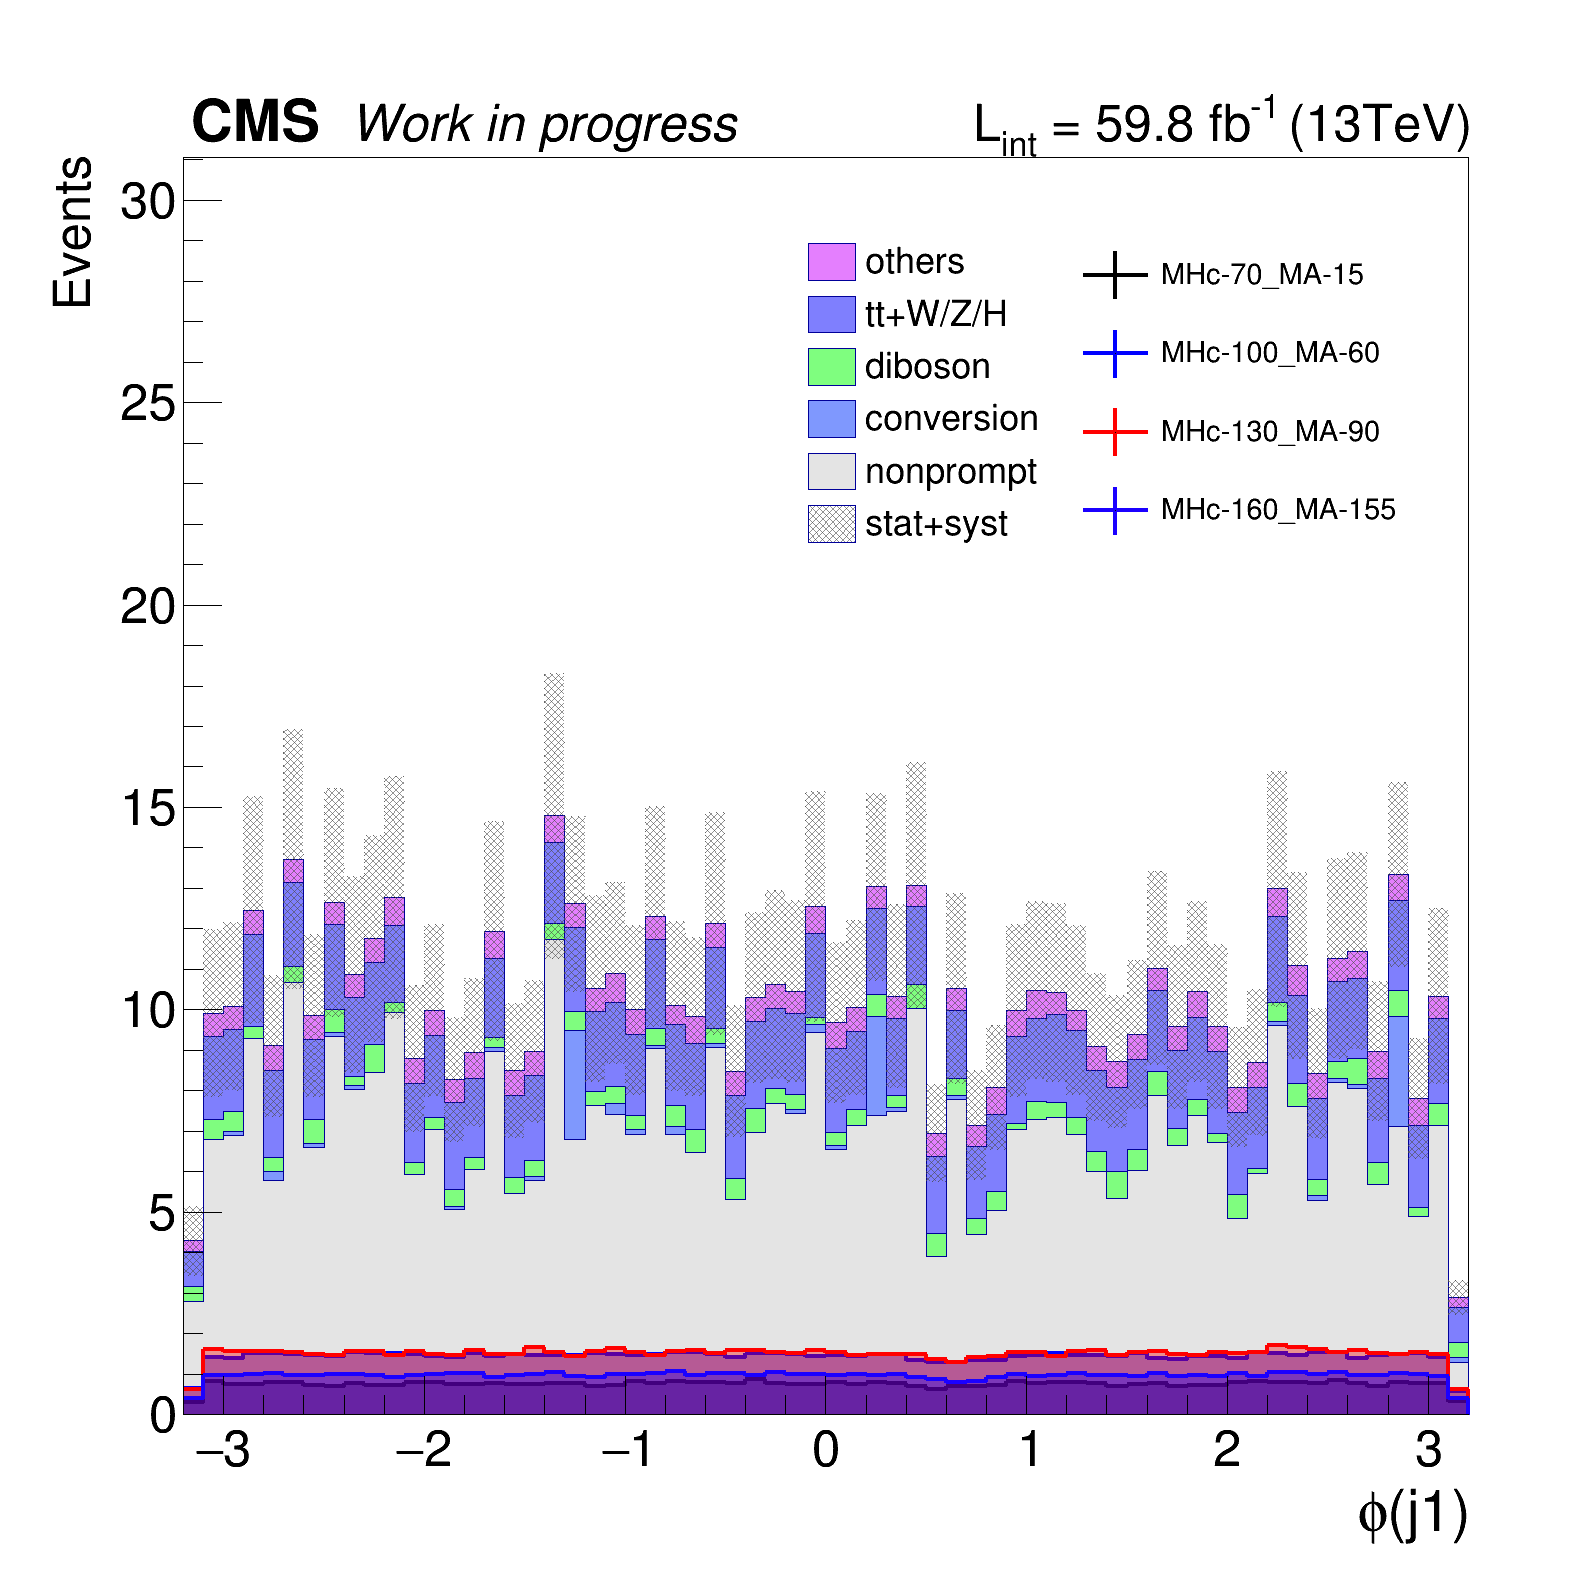 CMS Work in progress L_int = 59.8 fb^-1 (13TeV)
Events
30
25
20
15
10
5
0
others
tt+W/Z/H
diboson
conversion
nonprompt
stat+syst
MHc-70_MA-15
MHc-100_MA-60
MHc-130_MA-90
MHc-160_MA-155
−3 −2 −1 0 1 2 3
ϕ(j1)